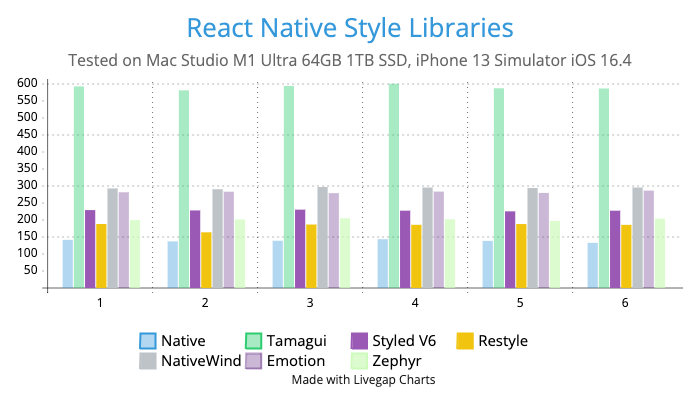 React Native Style Libraries
Tested on Mac Studio M1 Ultra 64GB 1TB SSD, iPhone 13 Simulator iOS 16.4
600
550
500
450
400
350
300
250
200
150
100
50
1 2 3 4 5 6
Native Tamagui Styled V6 Restyle
NativeWind Emotion Zephyr
Made with Livegap Charts